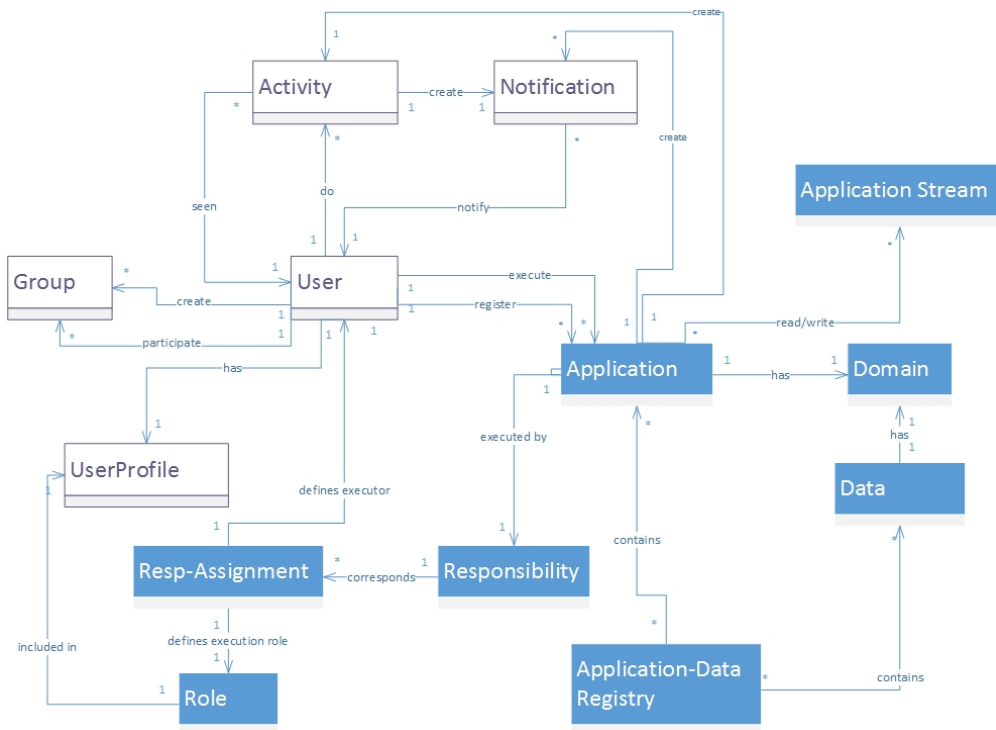 create
1
*
Activity
Notification
create
*
1
1
create
*
*
Application Stream
do
seen
notify
*
1
1
1
Group
*
User
execute
1
create
register
1
1
*
*
1
1
*
read/write
1
*
participate
1
1
has
Application
1
1
Domain
has
1
1
*
1
executed by
has
1
UserProfile
1
Data
defines executor
1
1
*
contains
Resp-Assignment
*
1
Responsibility
corresponds
1
*
defines execution role
included in
1
Application-Data
Registry
*
contains
1
Role